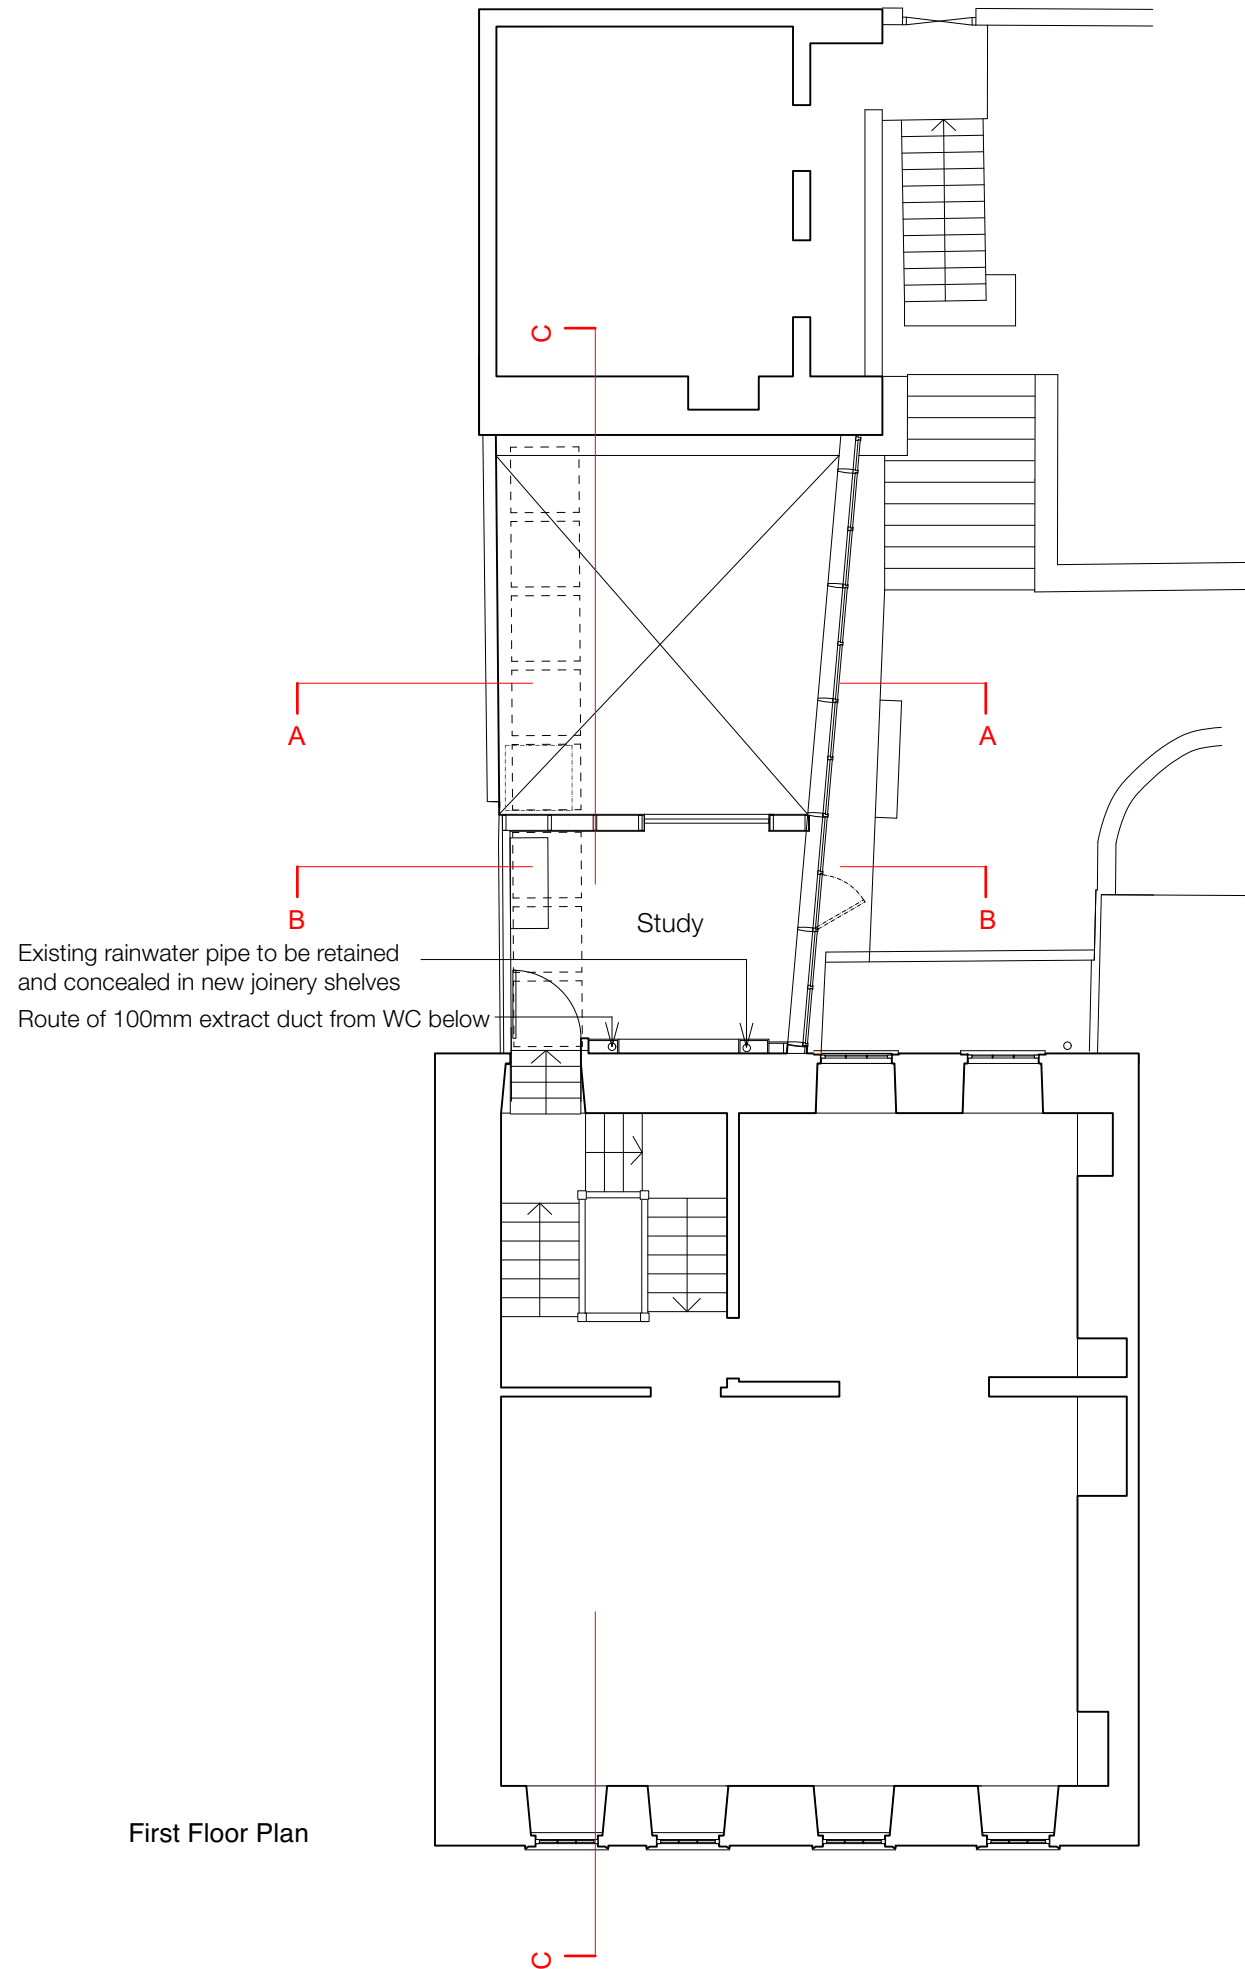 C
A
A
B
B
Study
Existing rainwater pipe to be retained
and concealed in new joinery shelves
Route of 100mm extract duct from WC below
First Floor Plan
C